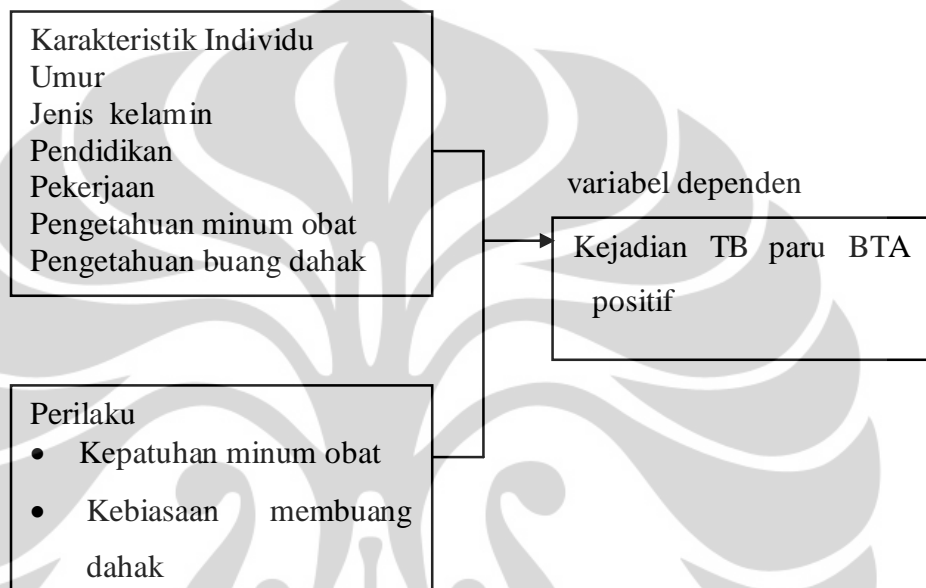 Karakteristik Individu
Umur
Jenis kelamin
Pendidikan
Pekerjaan
Pengetahuan minum obat
Pengetahuan buang dahak
variabel dependen
Kejadian TB paru BTA
positif
Perilaku
• Kepatuhan minum obat
• Kebiasaan membuang
dahak